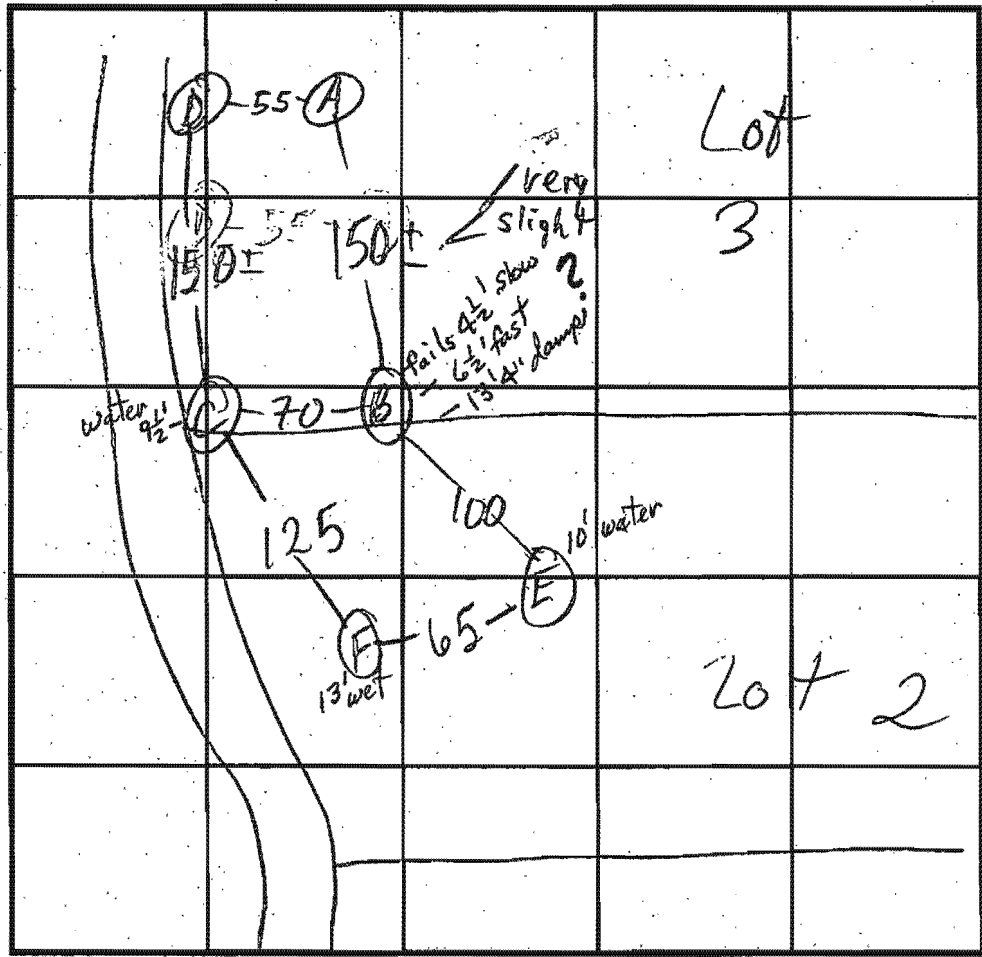 D -55- A
Lot
3
very
slight
150±
150±
fails 4½' slow
6½' fast
13'4" damp
?
water
9½'
C -70- B
125
100
10' water
E
F -65-
13' wet
Lot 2